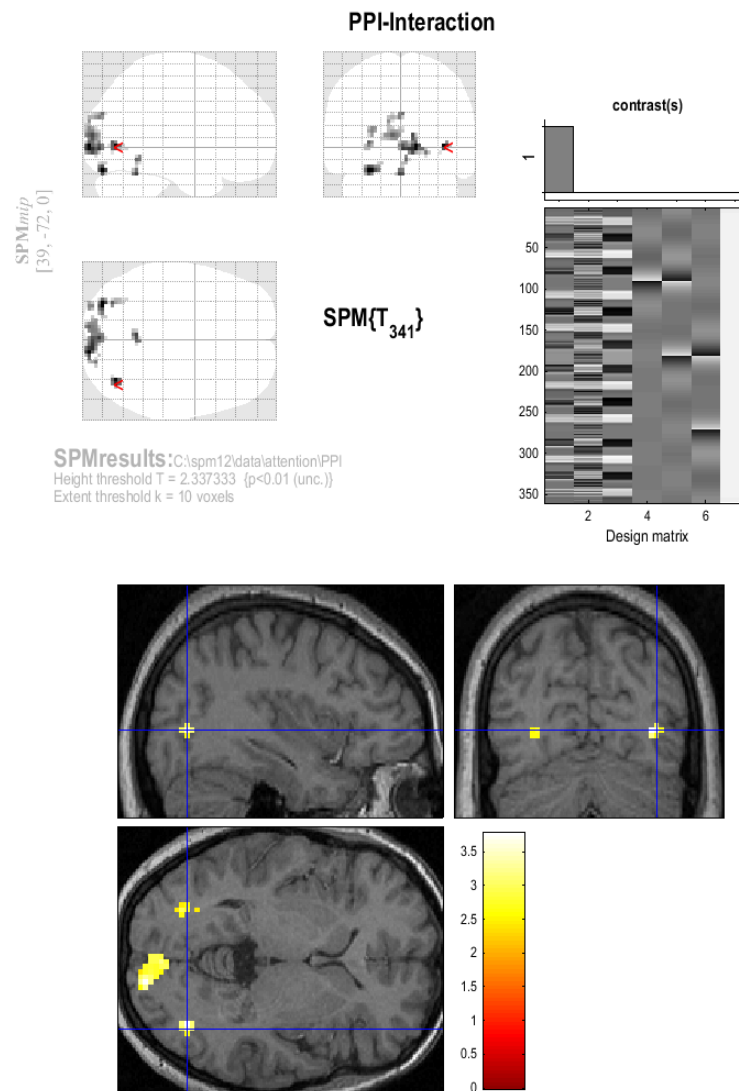 PPI-Interaction
SPMmip
[39, -72, 0]
<
<
<
SPM{T341}
contrast(s)
1
50
100
150
200
250
300
350
2 4 6
Design matrix
SPMresults: C:\spm12\data\attention\PPI
Height threshold T = 2.337333 {p<0.01 (unc.)}
Extent threshold k = 10 voxels
3.5
3
2.5
2
1.5
1
0.5
0